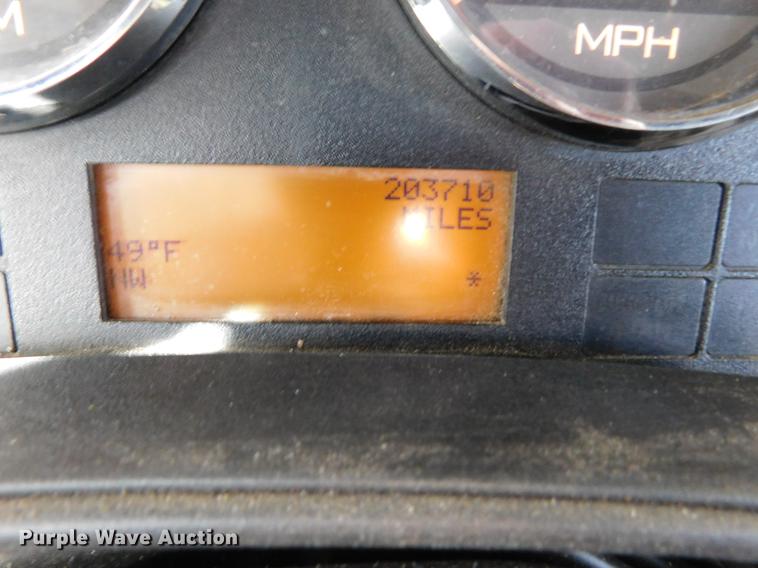 M
MPH
203710
MILES
49°F
NW *
Purple Wave Auction